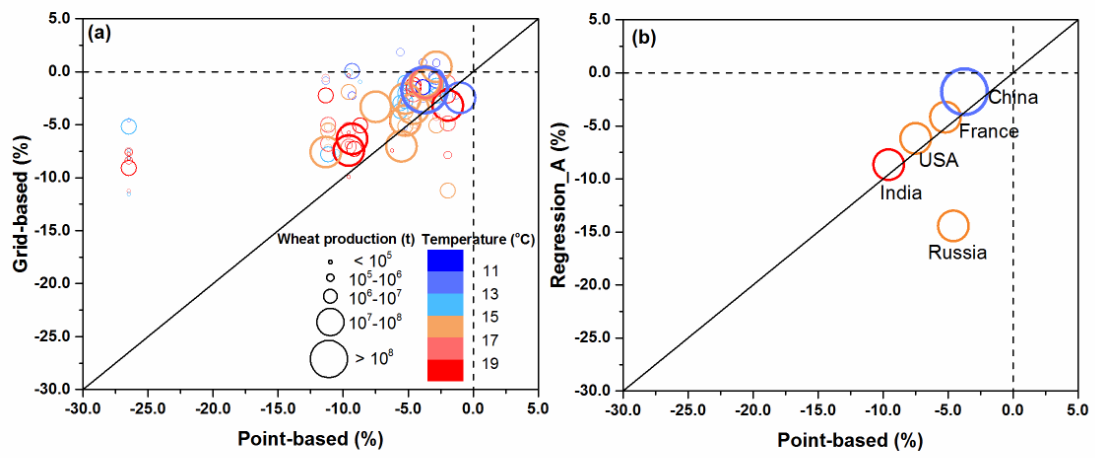 (a)
5.0
0.0
-5.0
-10.0
-15.0
-20.0
-25.0
-30.0
Grid-based (%)
Wheat production (t) Temperature (°C)
< 10⁵
10⁵-10⁶
10⁶-10⁷
10⁷-10⁸
> 10⁸
11
13
15
17
19
-30.0 -25.0 -20.0 -15.0 -10.0 -5.0 0.0 5.0
Point-based (%)
(b)
5.0
0.0
-5.0
-10.0
-15.0
-20.0
-25.0
-30.0
Regression_A (%)
China
France
USA
India
Russia
-30.0 -25.0 -20.0 -15.0 -10.0 -5.0 0.0 5.0
Point-based (%)